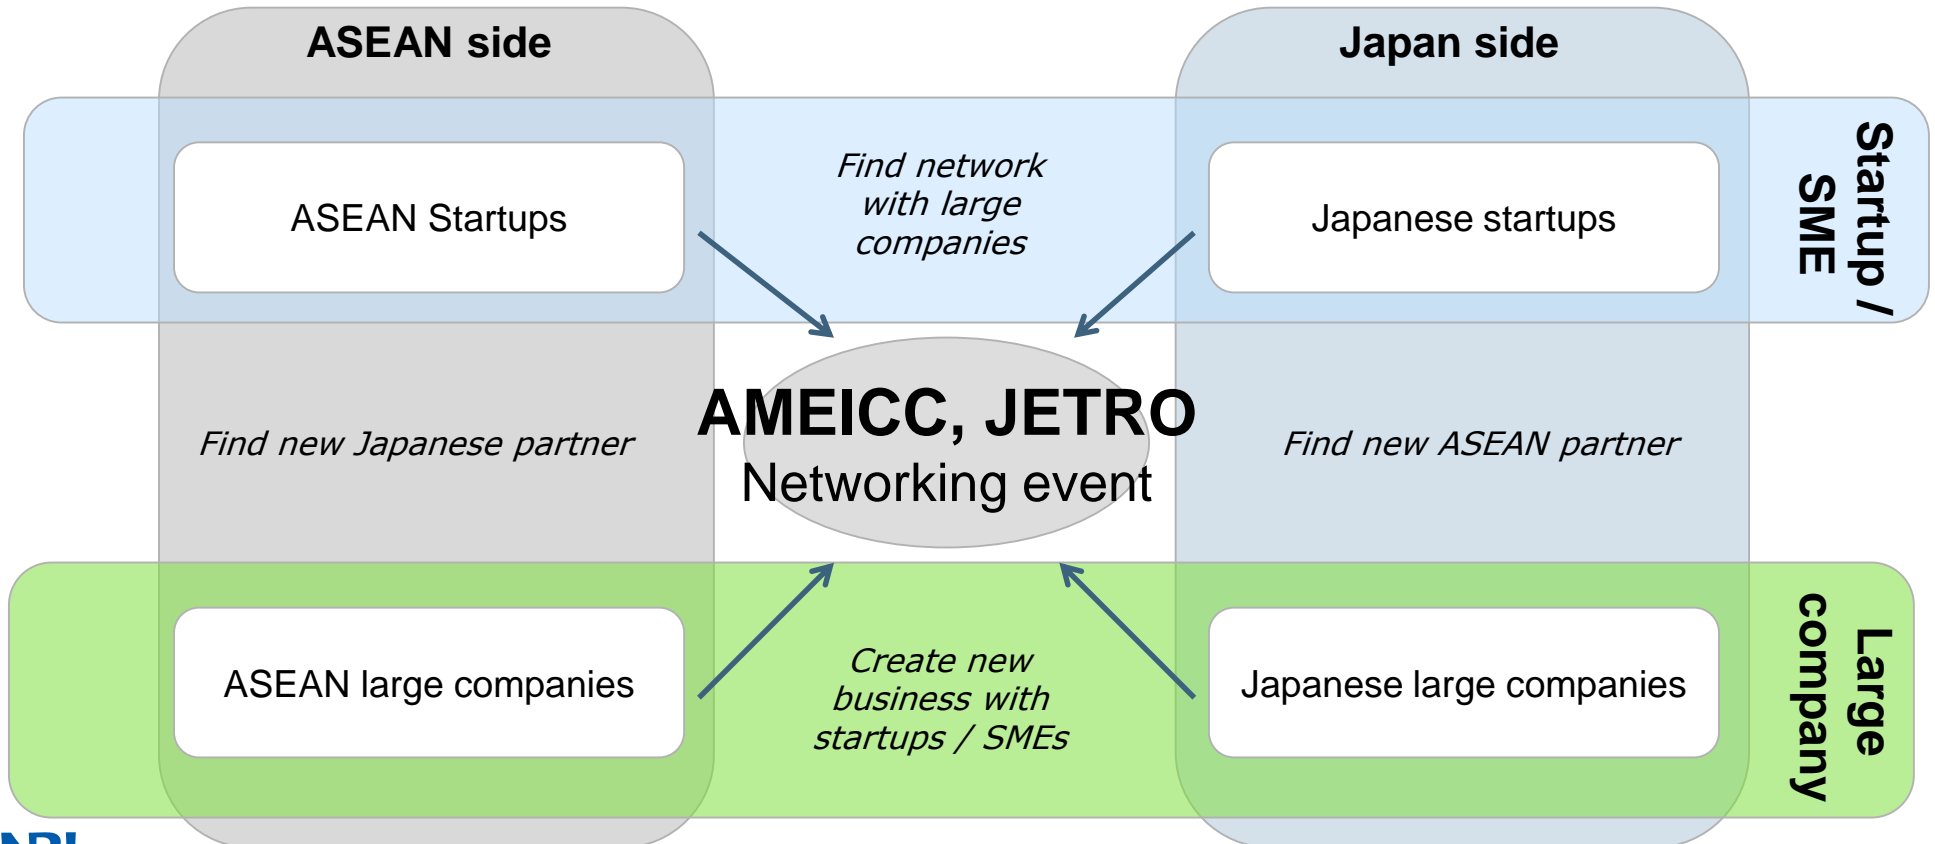 ASEAN side
Japan side
Startup /
SME
ASEAN Startups
Find network
with large
companies
Japanese startups
Find new Japanese partner
AMEICC, JETRO
Networking event
Find new ASEAN partner
ASEAN large companies
Create new
business with
startups / SMEs
Japanese large companies
Large
company